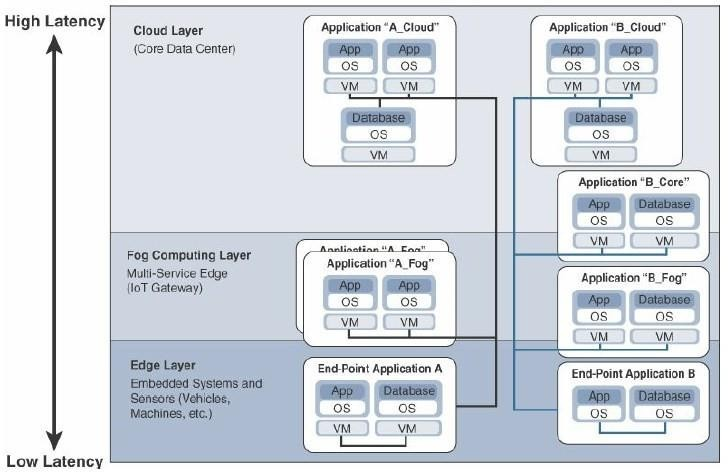 High Latency
Low Latency
Cloud Layer
(Core Data Center)
Application “A_Cloud”
App App
OS OS
VM VM
Database
OS
VM
Application “B_Cloud”
App App
OS OS
VM VM
Database
OS
VM
Application “B_Core”
App Database
OS OS
VM VM
Fog Computing Layer
Multi-Service Edge
(IoT Gateway)
Application “A_Fog”
Application “A_Fog”
App App
OS OS
VM VM
Application “B_Fog”
App Database
OS OS
VM VM
Edge Layer
Embedded Systems and
Sensors (Vehicles,
Machines, etc.)
End-Point Application A
App Database
OS OS
VM VM
End-Point Application B
App Database
OS OS
VM VM